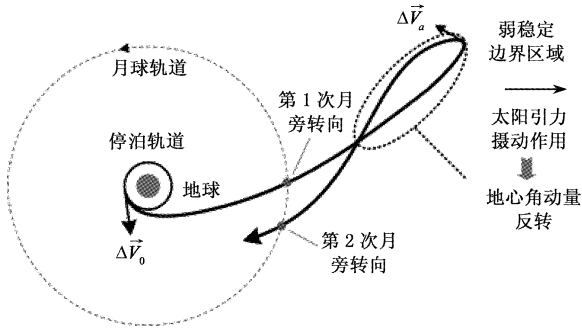 ΔV⃗ₐ
弱稳定
边界区域
月球轨道
第1次月
旁转向
太阳引力
摄动作用
停泊轨道
地球
地心角动量
反转
ΔV⃗₀
第2次月
旁转向